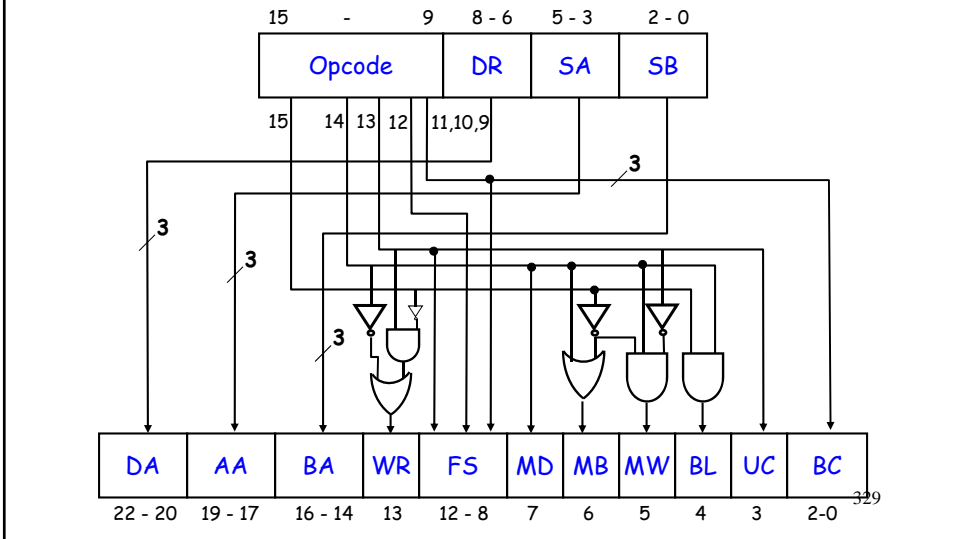 15 - 9 8 - 6 5 - 3 2 - 0
Opcode DR SA SB
15 14 13 12 11,10,9
3
3
3
3
DA AA BA WR FS MD MB MW BL UC BC
329
22 - 20 19 - 17 16 - 14 13 12 - 8 7 6 5 4 3 2-0